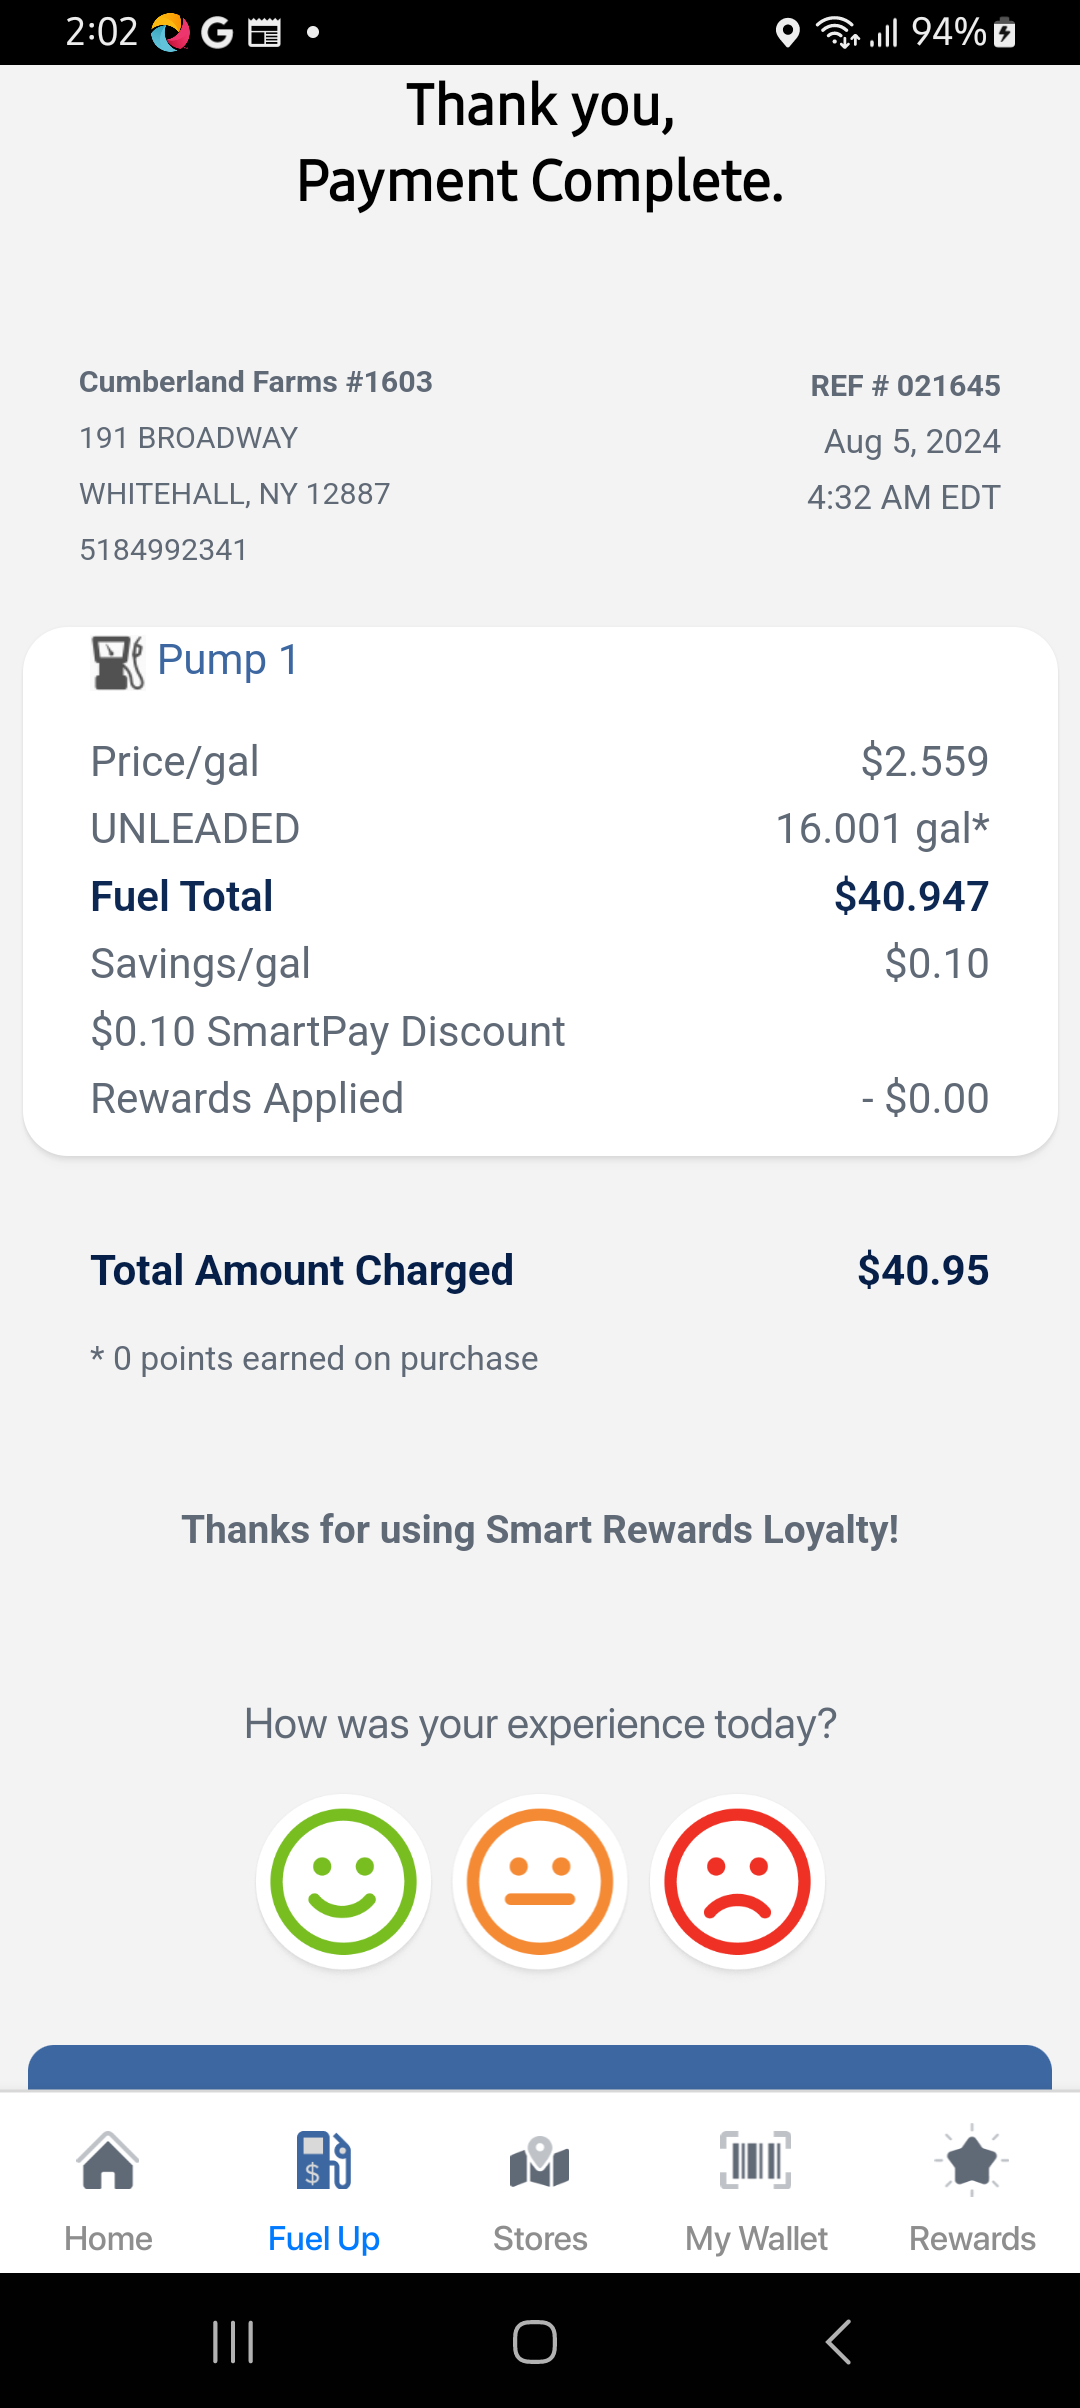 2:02
94%
Thank you,
Payment Complete.
Cumberland Farms #1603
191 BROADWAY
WHITEHALL, NY 12887
5184992341
REF # 021645
Aug 5, 2024
4:32 AM EDT
Pump 1
Price/gal $2.559
UNLEADED 16.001 gal*
Fuel Total $40.947
Savings/gal $0.10
$0.10 SmartPay Discount
Rewards Applied - $0.00
Total Amount Charged $40.95
* 0 points earned on purchase
Thanks for using Smart Rewards Loyalty!
How was your experience today?
Home Fuel Up Stores My Wallet Rewards